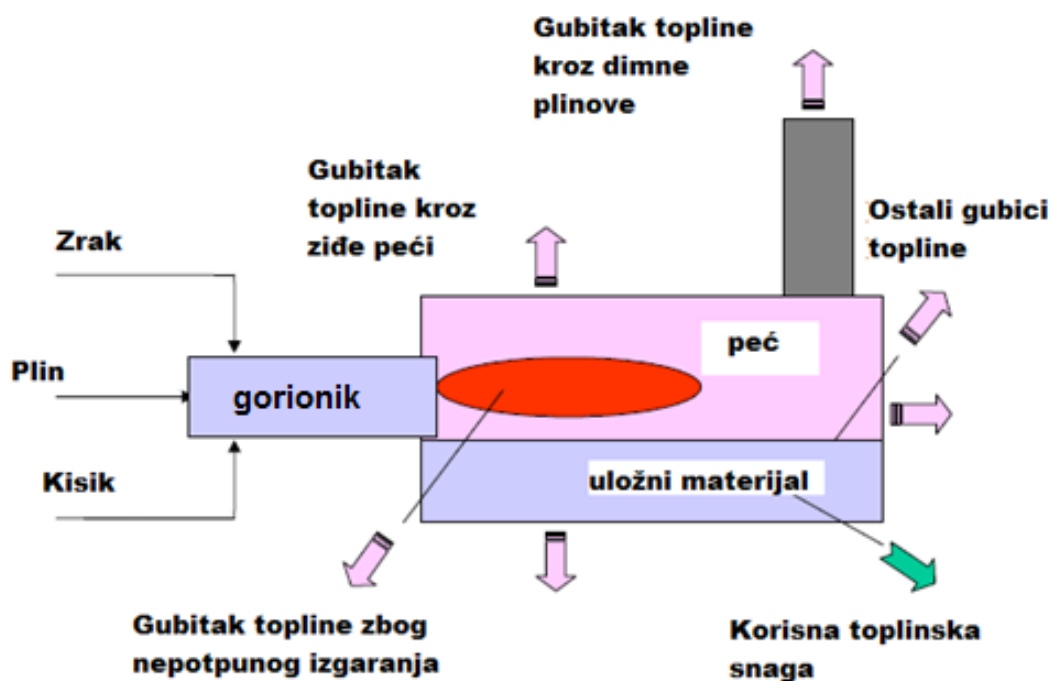 Gubitak topline
kroz dimne
plinove
Gubitak
topline kroz
ziđe peći
Ostali gubici
topline
Zrak
peć
Plin
gorionik
Kisik
uložni materijal
Gubitak topline zbog
nepotpunog izgaranja
Korisna toplinska
snaga